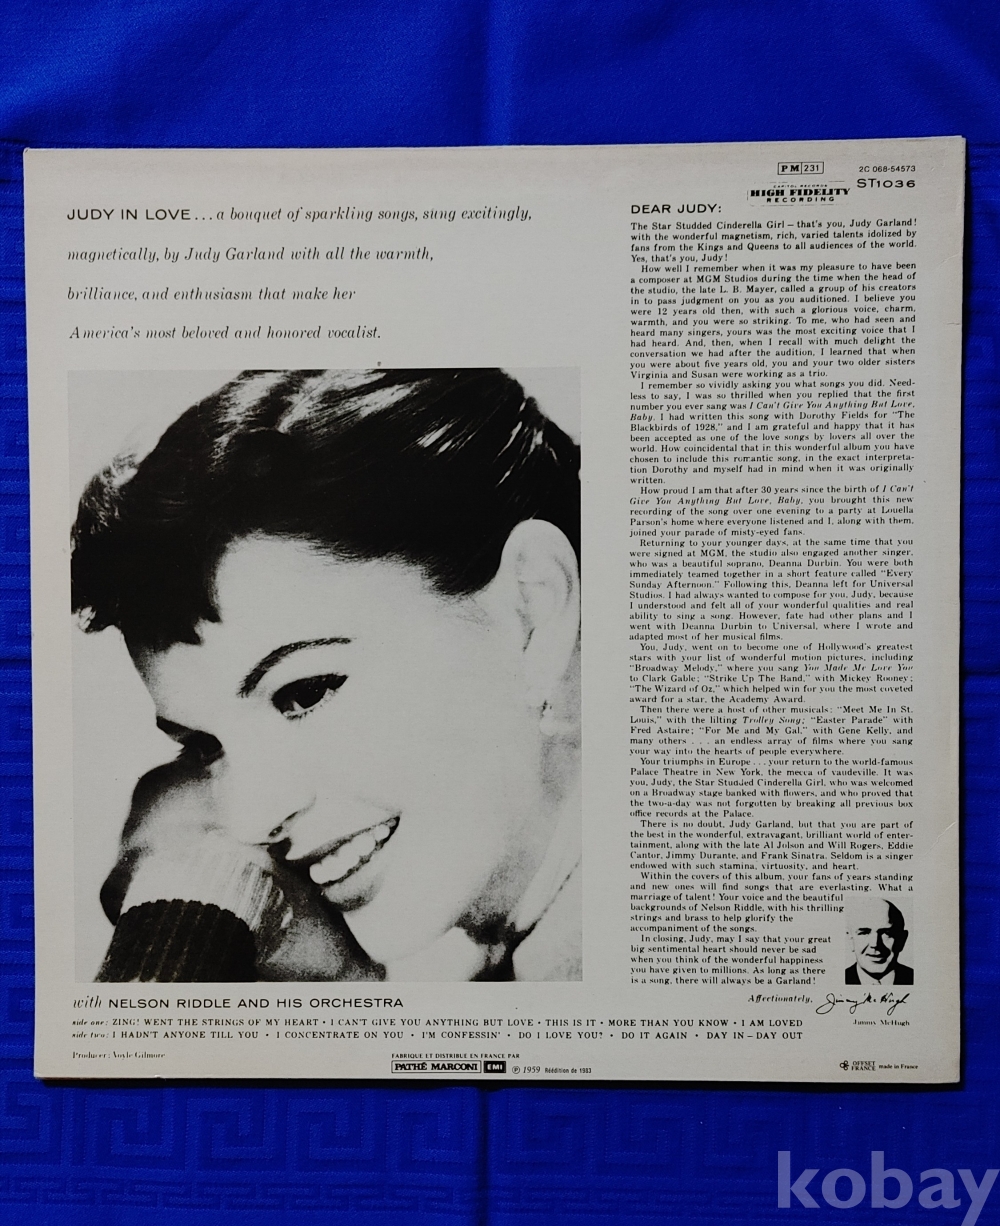 PM 231
2C 068-54573
CAPITOL RECORDS
HIGH FIDELITY
RECORDING
ST1036
JUDY IN LOVE... a bouquet of sparkling songs, sung excitingly,
magnetically, by Judy Garland with all the warmth,
brilliance, and enthusiasm that make her
America's most beloved and honored vocalist.
DEAR JUDY:
The Star Studded Cinderella Girl – that's you, Judy Garland!
with the wonderful magnetism, rich, varied talents idolized by
fans from the Kings and Queens to all audiences of the world.
Yes, that's you, Judy!
How well I remember when it was my pleasure to have been
a composer at MGM Studios during the time when the head of
the studio, the late L. B. Mayer, called a group of his creators
in to pass judgment on you as you auditioned. I believe you
were 12 years old then, with such a glorious voice, charm,
warmth, and you were so striking. To me, who had seen and
heard many singers, yours was the most exciting voice that I
had heard. And, then, when I recall with much delight the
conversation we had after the audition, I learned that when
you were about five years old, you and your two older sisters
Virginia and Susan were working as a trio.
I remember so vividly asking you what songs you did. Need-
less to say, I was so thrilled when you replied that the first
number you ever sang was I Can't Give You Anything But Love,
Baby. I had written this song with Dorothy Fields for "The
Blackbirds of 1928," and I am grateful and happy that it has
been accepted as one of the love songs by lovers all over the
world. How coincidental that in this wonderful album you have
chosen to include this romantic song, in the exact interpreta-
tion Dorothy and myself had in mind when it was originally
written.
How proud I am that after 30 years since the birth of I Can't
Give You Anything But Love, Baby, you brought this new
recording of the song over one evening to a party at Louella
Parson's home where everyone listened and I, along with them,
joined your parade of misty-eyed fans.
Returning to your younger days, at the same time that you
were signed at MGM, the studio also engaged another singer,
who was a beautiful soprano, Deanna Durbin. You were both
immediately teamed together in a short feature called "Every
Sunday Afternoon." Following this, Deanna left for Universal
Studios. I had always wanted to compose for you, Judy, because
I understood and felt all of your wonderful qualities and real
ability to sing a song. However, fate had other plans and I
went with Deanna Durbin to Universal, where I wrote and
adapted most of her musical films.
You, Judy, went on to become one of Hollywood's greatest
stars with your list of wonderful motion pictures, including
"Broadway Melody," where you sang You Made Me Love You
to Clark Gable; "Strike Up The Band," with Mickey Rooney;
"The Wizard of Oz," which helped win for you the most coveted
award for a star, the Academy Award.
Then there were a host of other musicals: "Meet Me In St.
Louis," with the lilting Trolley Song; "Easter Parade" with
Fred Astaire; "For Me and My Gal," with Gene Kelly, and
many others . . . an endless array of films where you sang
your way into the hearts of people everywhere.
Your triumphs in Europe . . . your return to the world-famous
Palace Theatre in New York, the mecca of vaudeville. It was
you, Judy, the Star Studded Cinderella Girl, who was welcomed
on a Broadway stage banked with flowers, and who proved that
the two-a-day was not forgotten by breaking all previous box
office records at the Palace.
There is no doubt, Judy Garland, but that you are part of
the best in the wonderful, extravagant, brilliant world of enter-
tainment, along with the late Al Jolson and Will Rogers, Eddie
Cantor, Jimmy Durante, and Frank Sinatra. Seldom is a singer
endowed with such stamina, virtuosity, and heart.
Within the covers of this album, your fans of years standing
and new ones will find songs that are everlasting. What a
marriage of talent! Your voice and the beautiful
backgrounds of Nelson Riddle, with his thrilling
strings and brass to help glorify the
accompaniment of the songs.
In closing, Judy, may I say that your great
big sentimental heart should never be sad
when you think of the wonderful happiness
you have given to millions. As long as there
is a song, there will always be a Garland!
Affectionately, Jimmy McHugh
Jimmy McHugh
with NELSON RIDDLE AND HIS ORCHESTRA
side one: ZING! WENT THE STRINGS OF MY HEART • I CAN'T GIVE YOU ANYTHING BUT LOVE • THIS IS IT • MORE THAN YOU KNOW • I AM LOVED
side two: I HADN'T ANYONE TILL YOU • I CONCENTRATE ON YOU • I'M CONFESSIN' • DO I LOVE YOU? • DO IT AGAIN • DAY IN – DAY OUT
Producer: Voyle Gilmore
FABRIQUE ET DISTRIBUE EN FRANCE PAR
PATHÉ MARCONI EMI ℗ 1959 Réédition de 1983
OFFSET FRANCE made in France
kobay